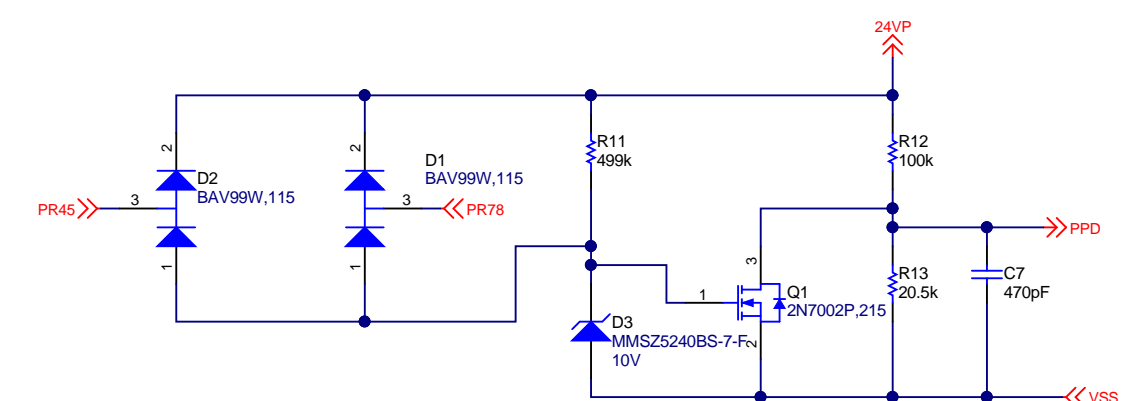 24VP
R11
499k
R12
100k
2
2
D1
BAV99W,115
D2
BAV99W,115
PR45
3
3
PR78
PPD
1
1
3
1
Q1
2N7002P,215
2
R13
20.5k
C7
470pF
D3
MMSZ5240BS-7-F
10V
VSS